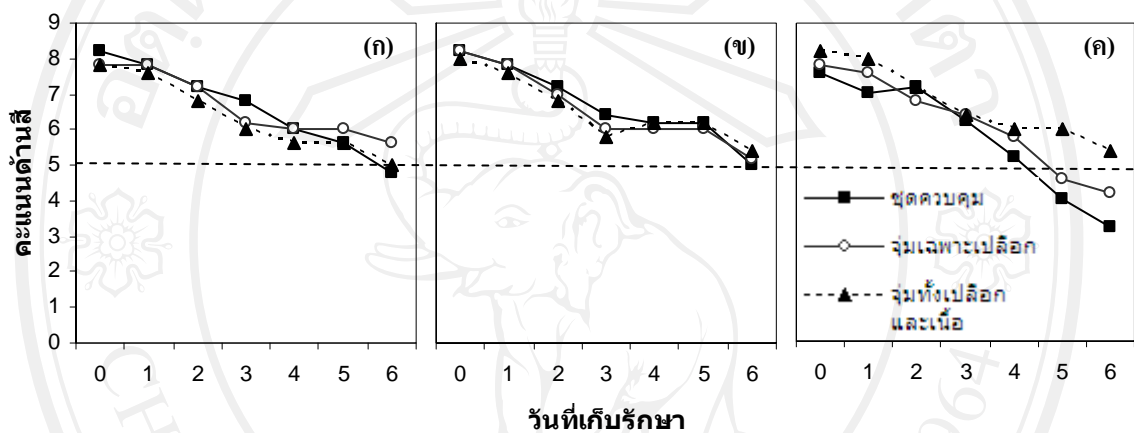 คะแนนด้านสี
9
8
7
6
5
4
3
2
1
0
(ก)
(ข)
(ค)
ชุดควบคุม
จุ่มเฉพาะเปลือก
จุ่มทั้งเปลือก
และเนื้อ
0 1 2 3 4 5 6
0 1 2 3 4 5 6
0 1 2 3 4 5 6
วันที่เก็บรักษา